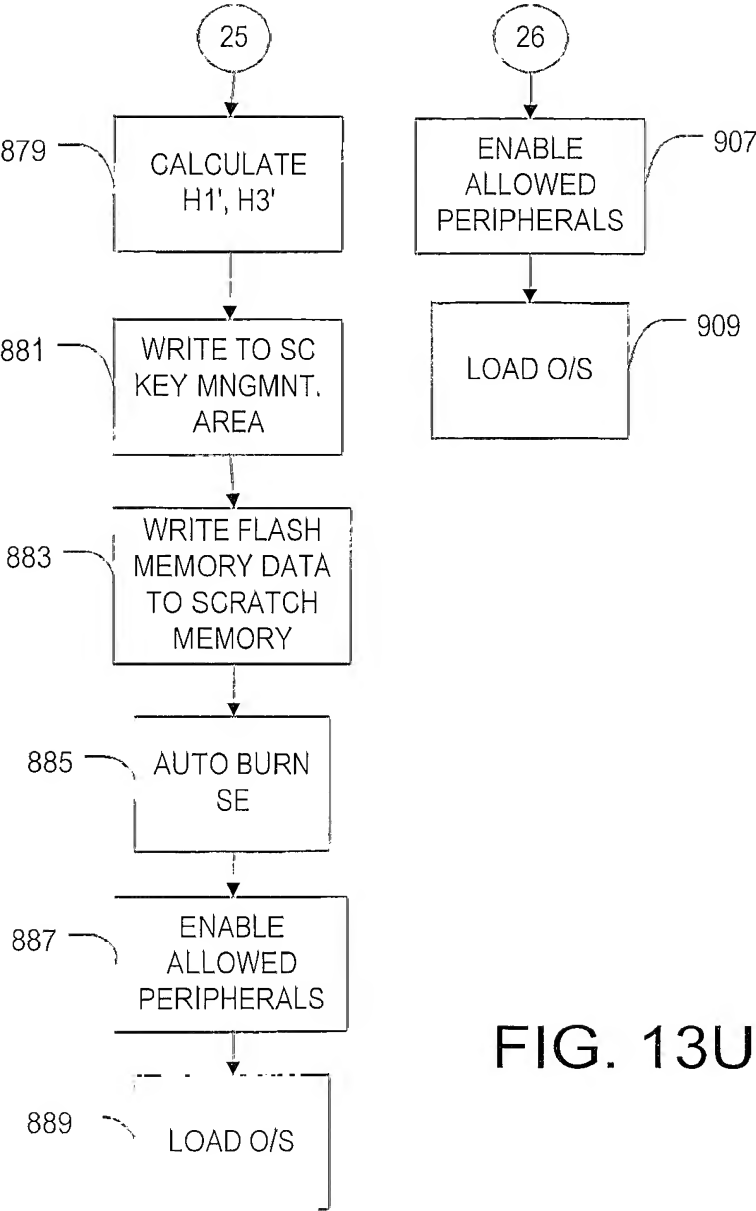 25
879
CALCULATE
H1', H3'
881
WRITE TO SC
KEY MNGMNT.
AREA
883
WRITE FLASH
MEMORY DATA
TO SCRATCH
MEMORY
885
AUTO BURN
SE
887
ENABLE
ALLOWED
PERIPHERALS
889
LOAD O/S
26
ENABLE
ALLOWED
PERIPHERALS
907
LOAD O/S
909
FIG. 13U